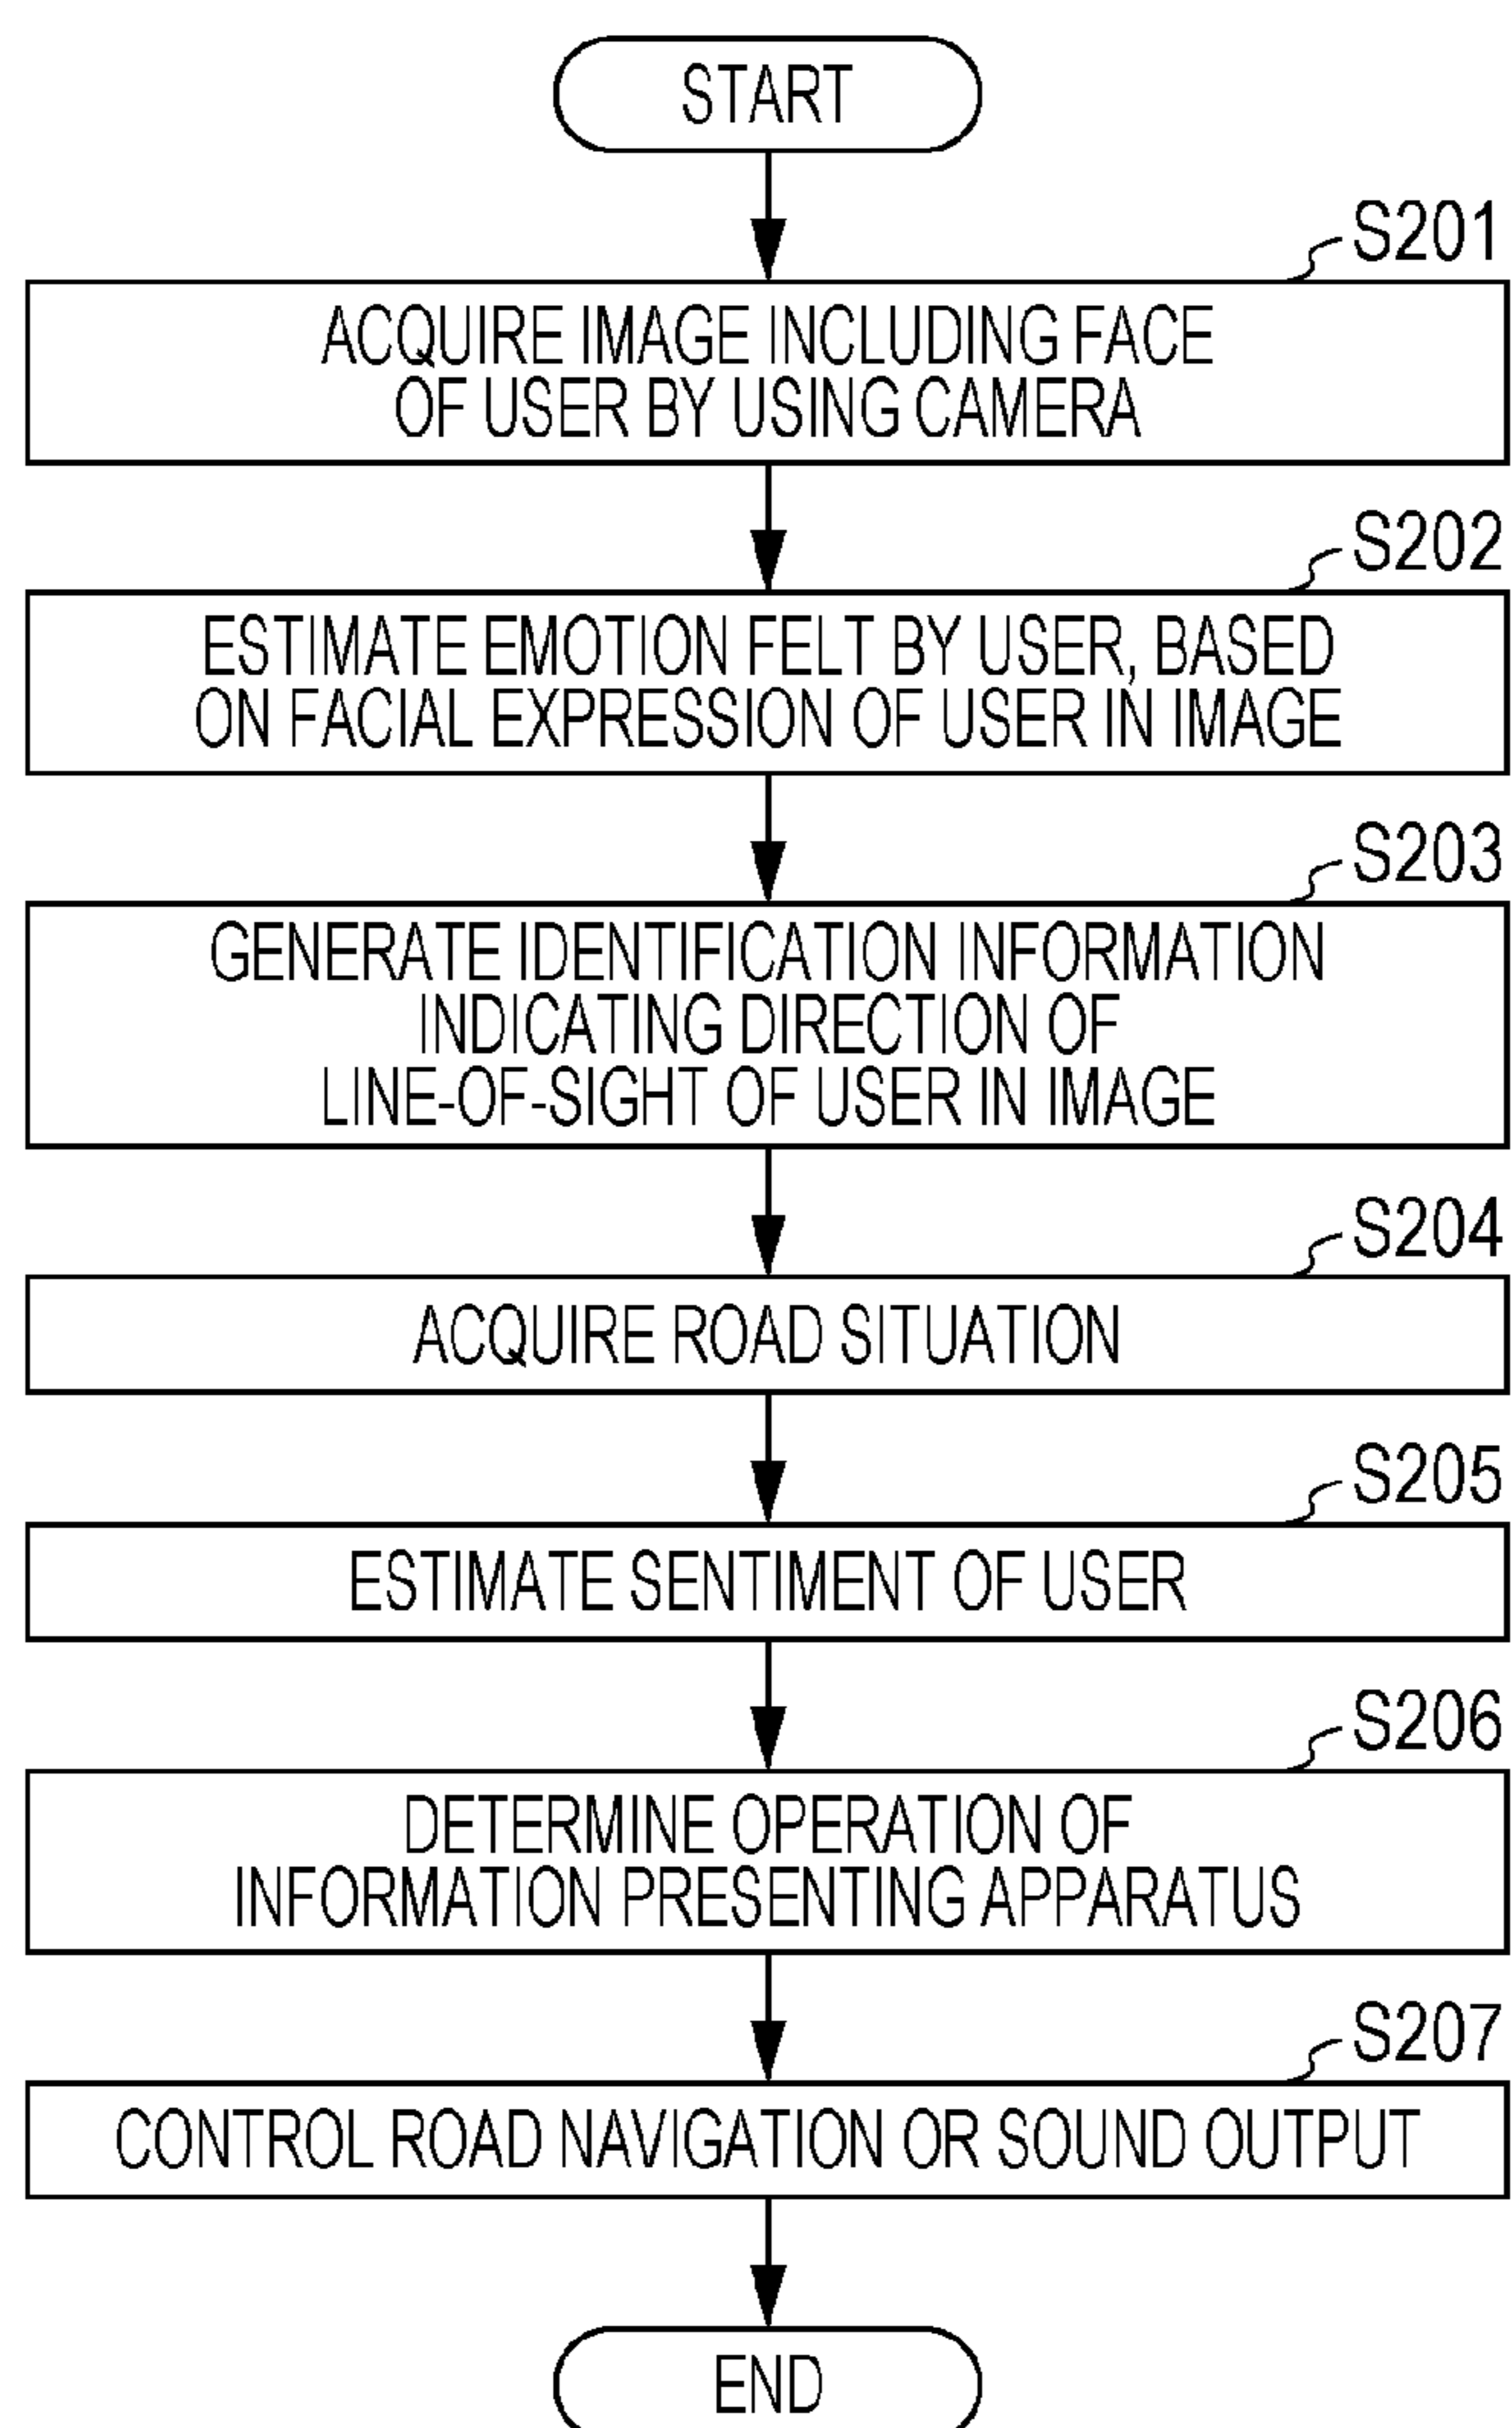 START
S201
ACQUIRE IMAGE INCLUDING FACE
OF USER BY USING CAMERA
S202
ESTIMATE EMOTION FELT BY USER, BASED
ON FACIAL EXPRESSION OF USER IN IMAGE
S203
GENERATE IDENTIFICATION INFORMATION
INDICATING DIRECTION OF
LINE-OF-SIGHT OF USER IN IMAGE
S204
ACQUIRE ROAD SITUATION
S205
ESTIMATE SENTIMENT OF USER
S206
DETERMINE OPERATION OF
INFORMATION PRESENTING APPARATUS
S207
CONTROL ROAD NAVIGATION OR SOUND OUTPUT
END